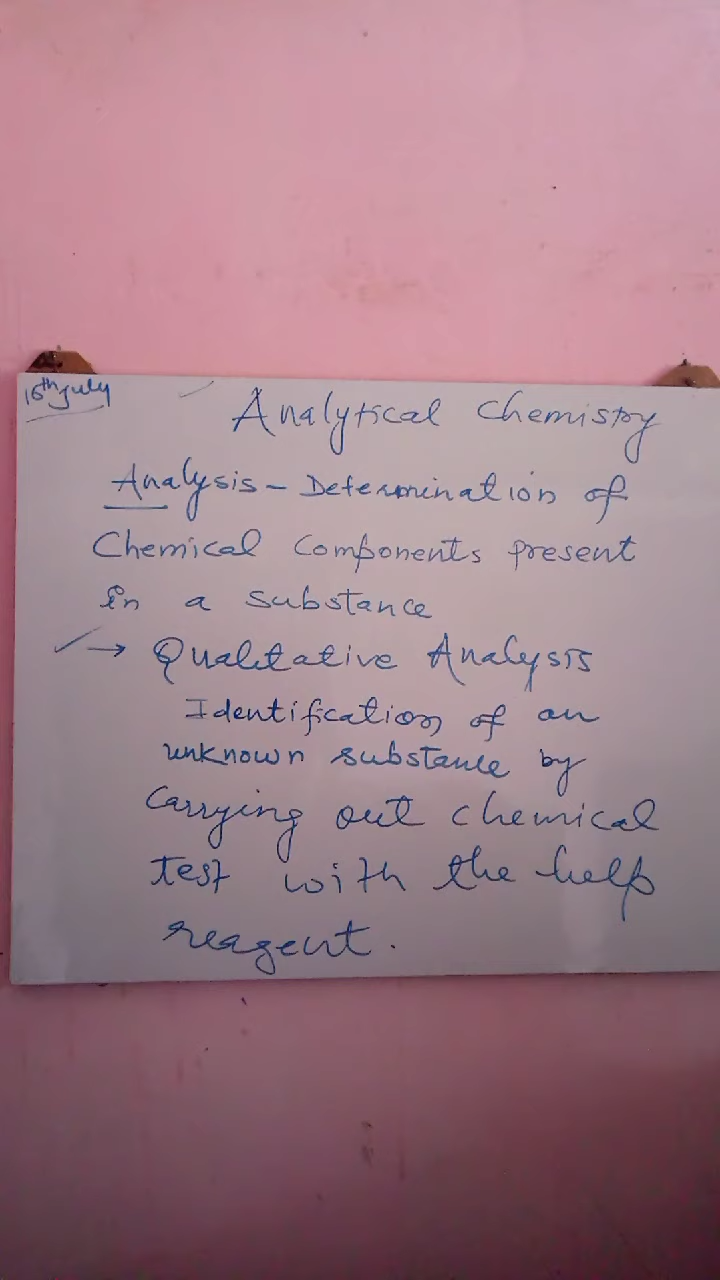 16th July
Analytical Chemistry
Analysis - Determination of
Chemical Components present
in a substance
→ Qualitative Analysis
Identification of an
unknown substance by
Carrying out chemical
test with the help
reagent.